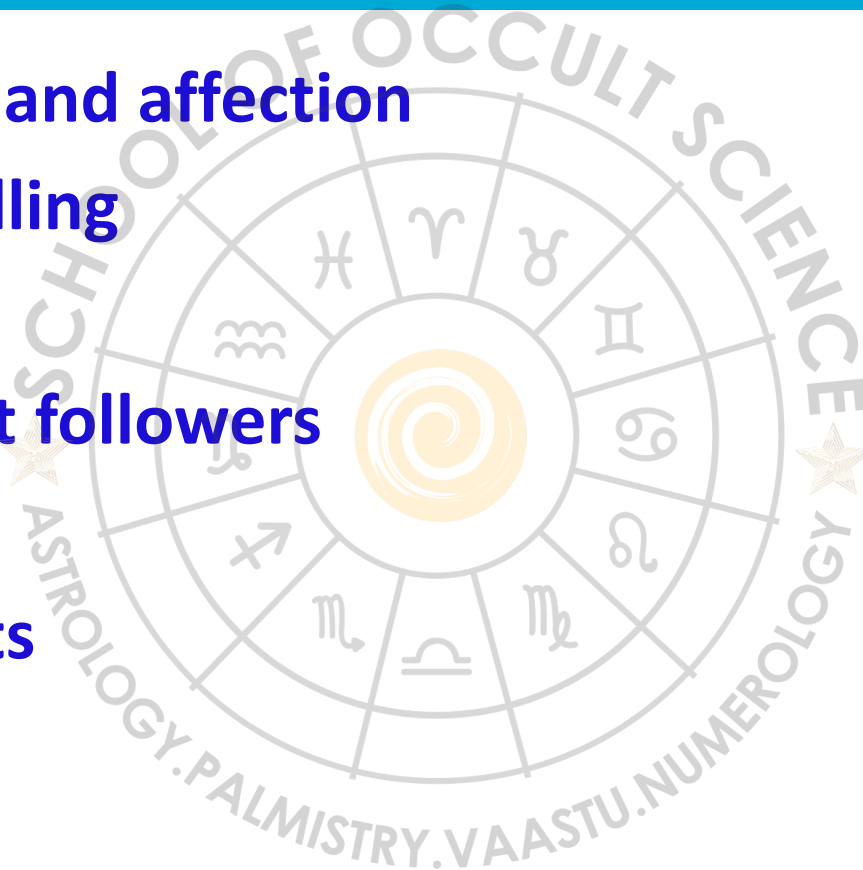 SCHOOL OF OCCULT SCIENCE
and affection
lling
t followers
ts
ASTROLOGY.PALMISTRY.VAASTU.NUMEROLOGY